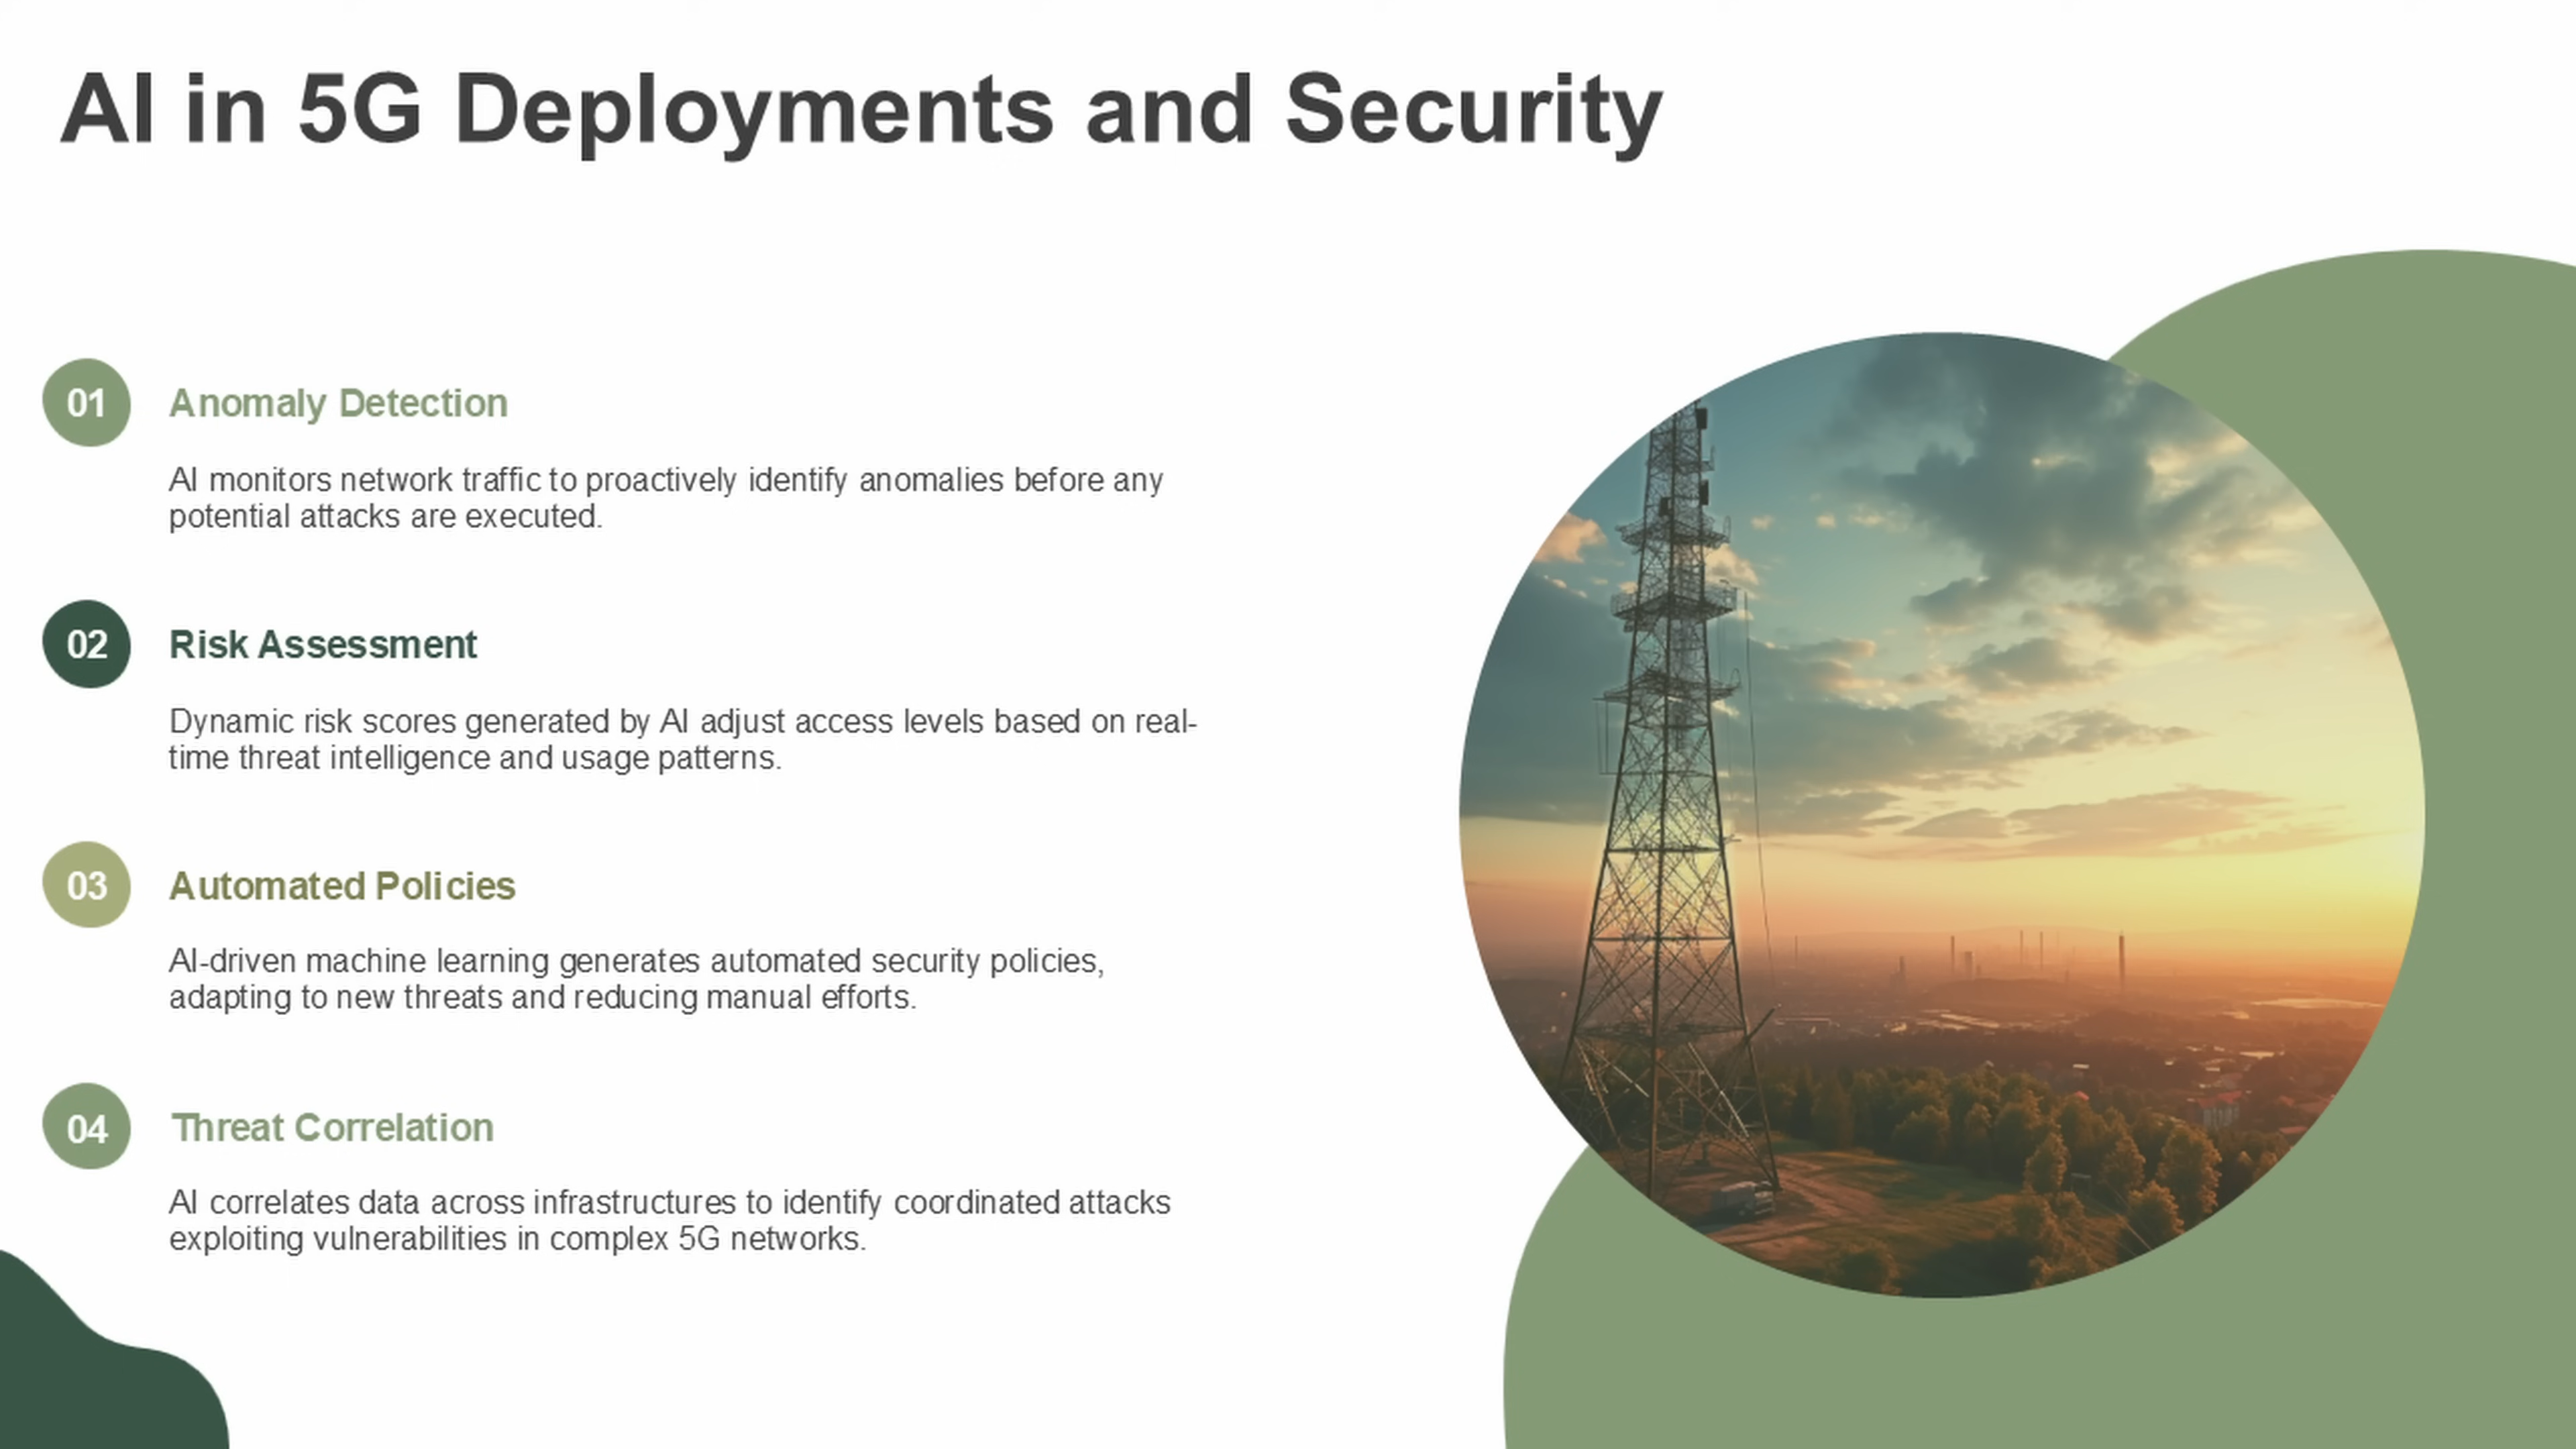 AI in 5G Deployments and Security
01
Anomaly Detection
AI monitors network traffic to proactively identify anomalies before any
potential attacks are executed.
02
Risk Assessment
Dynamic risk scores generated by AI adjust access levels based on real-
time threat intelligence and usage patterns.
03
Automated Policies
AI-driven machine learning generates automated security policies,
adapting to new threats and reducing manual efforts.
04
Threat Correlation
AI correlates data across infrastructures to identify coordinated attacks
exploiting vulnerabilities in complex 5G networks.